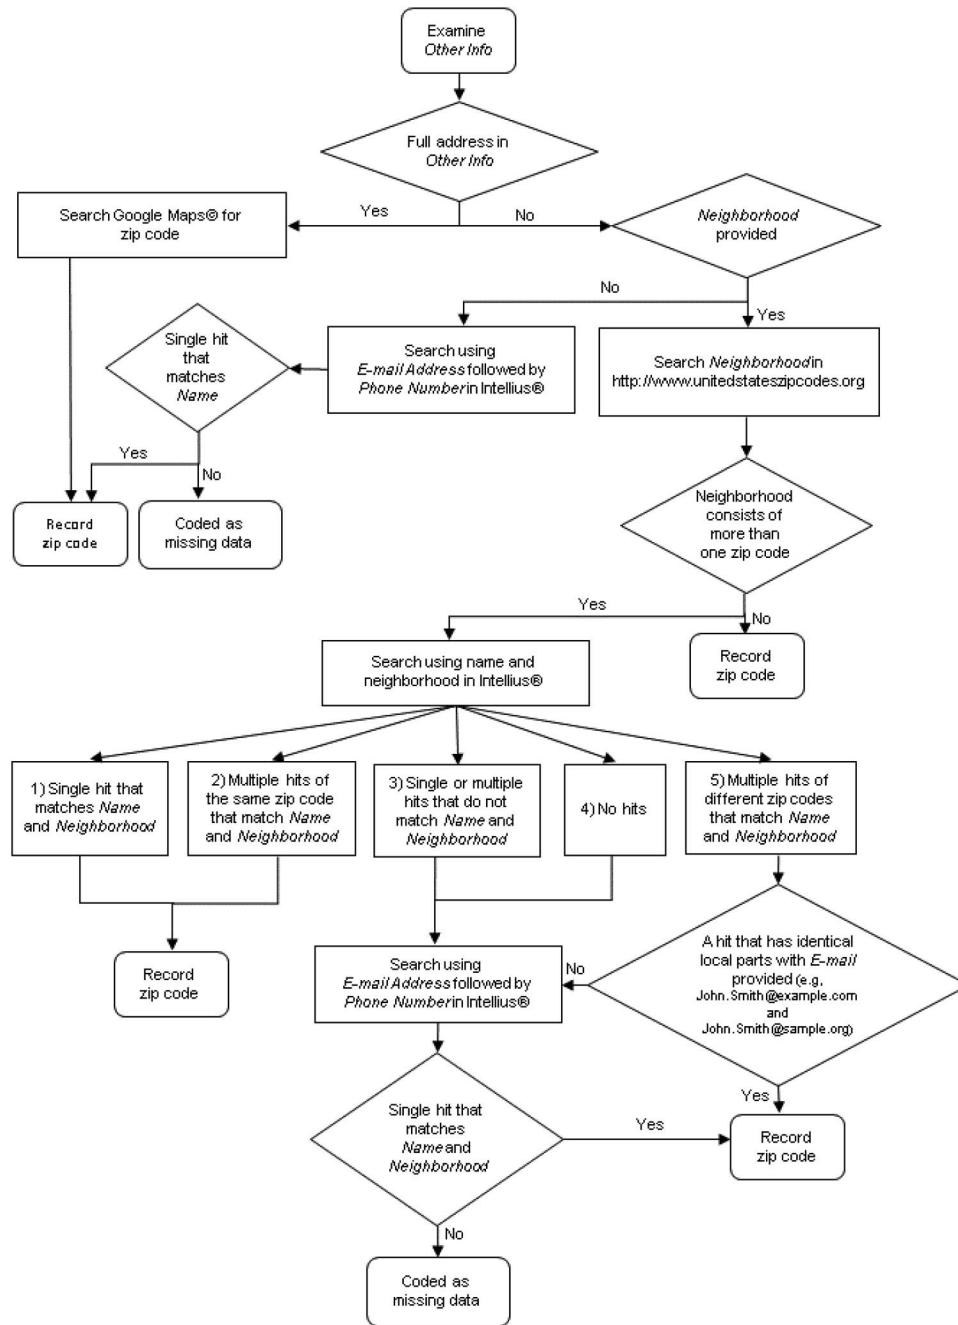 Examine
Other Info
Full address in
Other Info
Yes
No
Search Google Maps© for
zip code
Neighborhood
provided
No
Yes
Single hit
that
matches
Name
Search using
E-mail Address followed by
Phone Number in Intellius®
Search Neighborhood in
http://www.unitedstateszipcodes.org
Yes
No
Record
zip code
Coded as
missing data
Neighborhood
consists of
more than
one zip code
Yes
No
Search using name and
neighborhood in Intellius®
Record
zip code
1) Single hit that
matches Name
and Neighborhood
2) Multiple hits of
the same zip code
that match Name
and Neighborhood
3) Single or multiple
hits that do not
match Name and
Neighborhood
4) No hits
5) Multiple hits of
different zip codes
that match Name
and Neighborhood
Record
zip code
Search using
E-mail Address followed by
Phone Number in Intellius®
No
A hit that has identical
local parts with E-mail
provided (e.g,
John.Smith@example.com
and
John.Smith@sample.org)
Yes
Single hit that
matches
Name and
Neighborhood
Yes
Record
zip code
No
Coded as
missing data